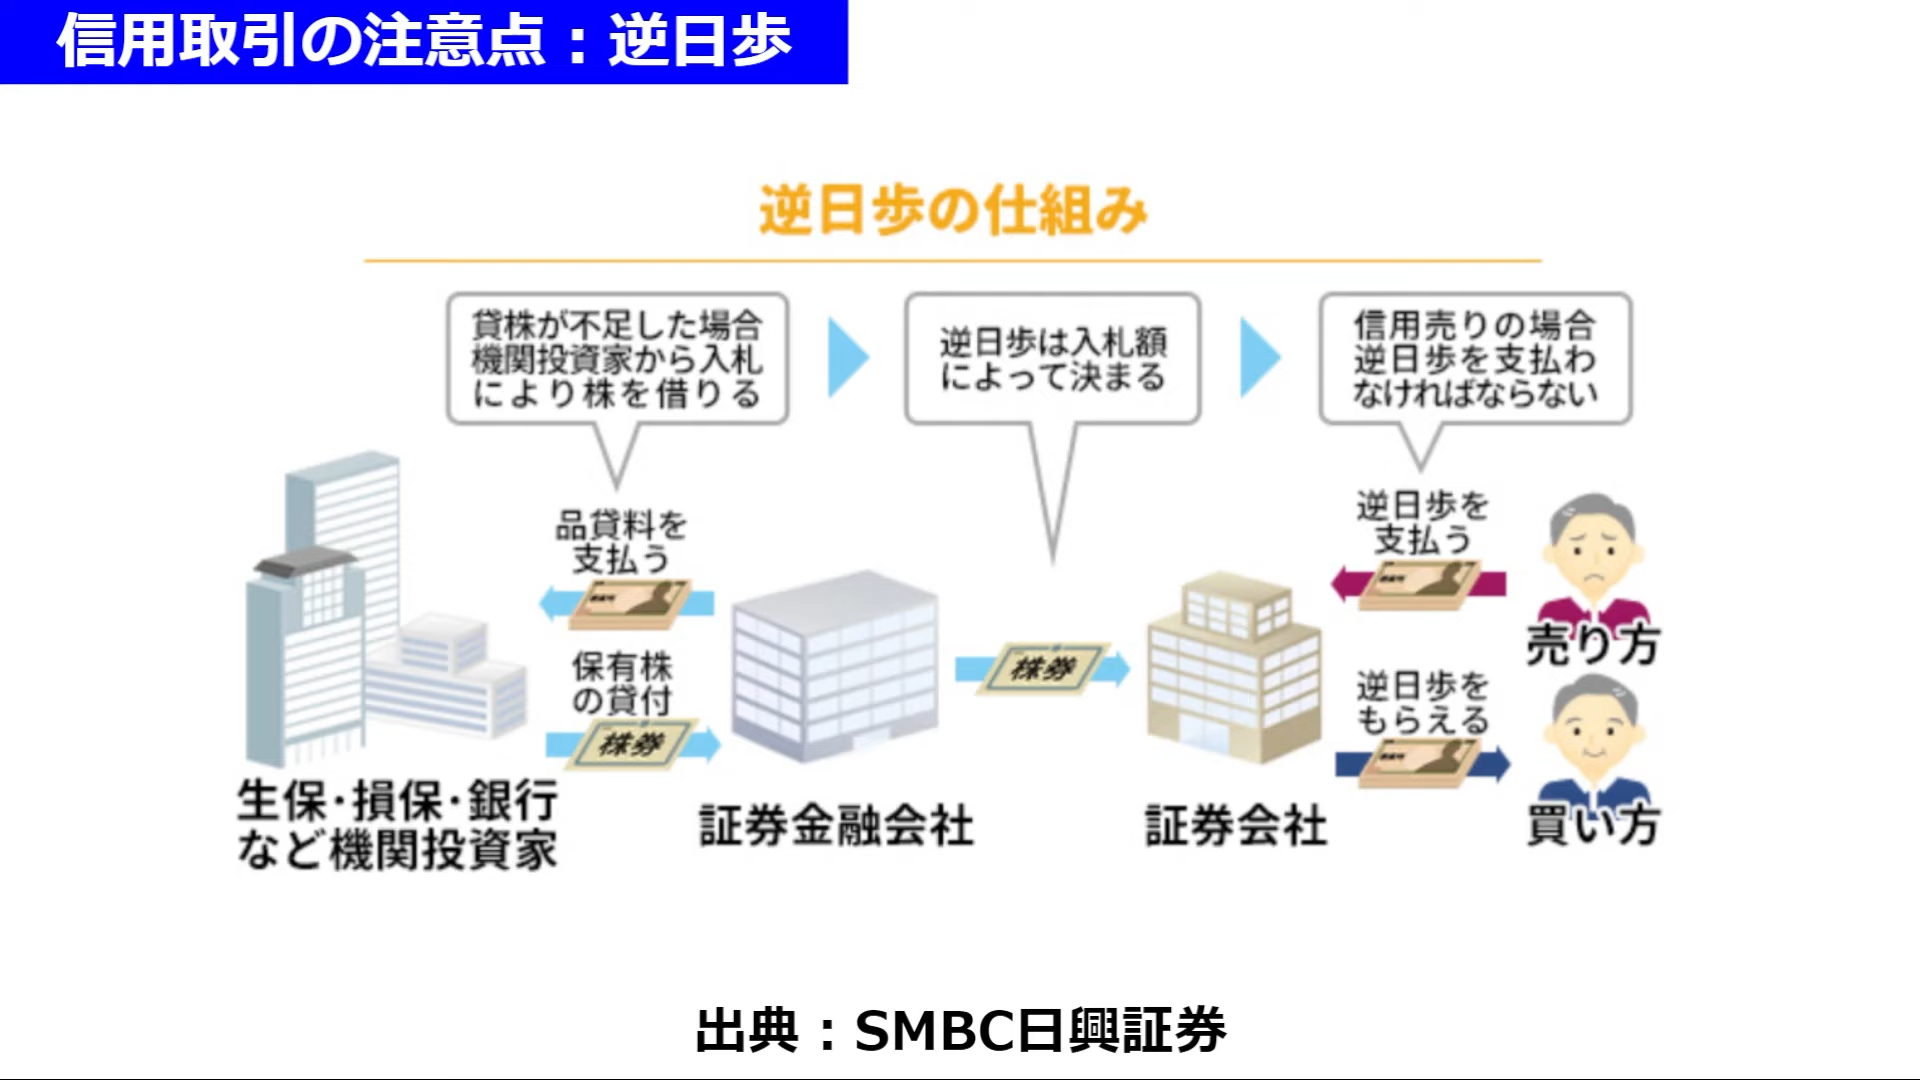 信用取引の注意点：逆日歩
逆日歩の仕組み
貸株が不足した場合
機関投資家から入札
により株を借りる
逆日歩は入札額
によって決まる
信用売りの場合
逆日歩を支払わ
なければならない
品貸料を
支払う
保有株
の貸付
株券
株券
逆日歩を
支払う
売り方
逆日歩を
もらえる
買い方
生保・損保・銀行
など機関投資家
証券金融会社
証券会社
出典：SMBC日興証券